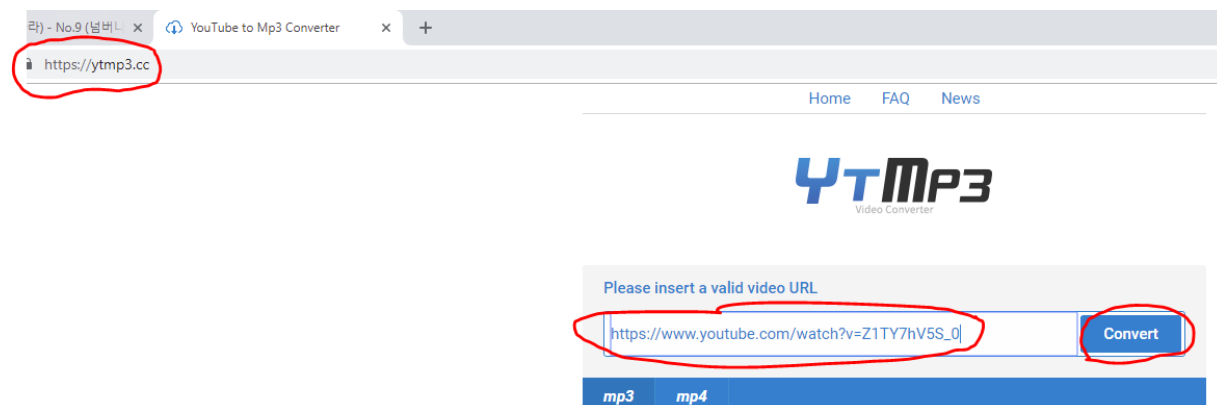 라) - No.9 (넘버나 × YouTube to Mp3 Converter × +
https://ytmp3.cc
Home FAQ News
YTMP3
Video Converter
Please insert a valid video URL
https://www.youtube.com/watch?v=Z1TY7hV5S_0 Convert
mp3 mp4